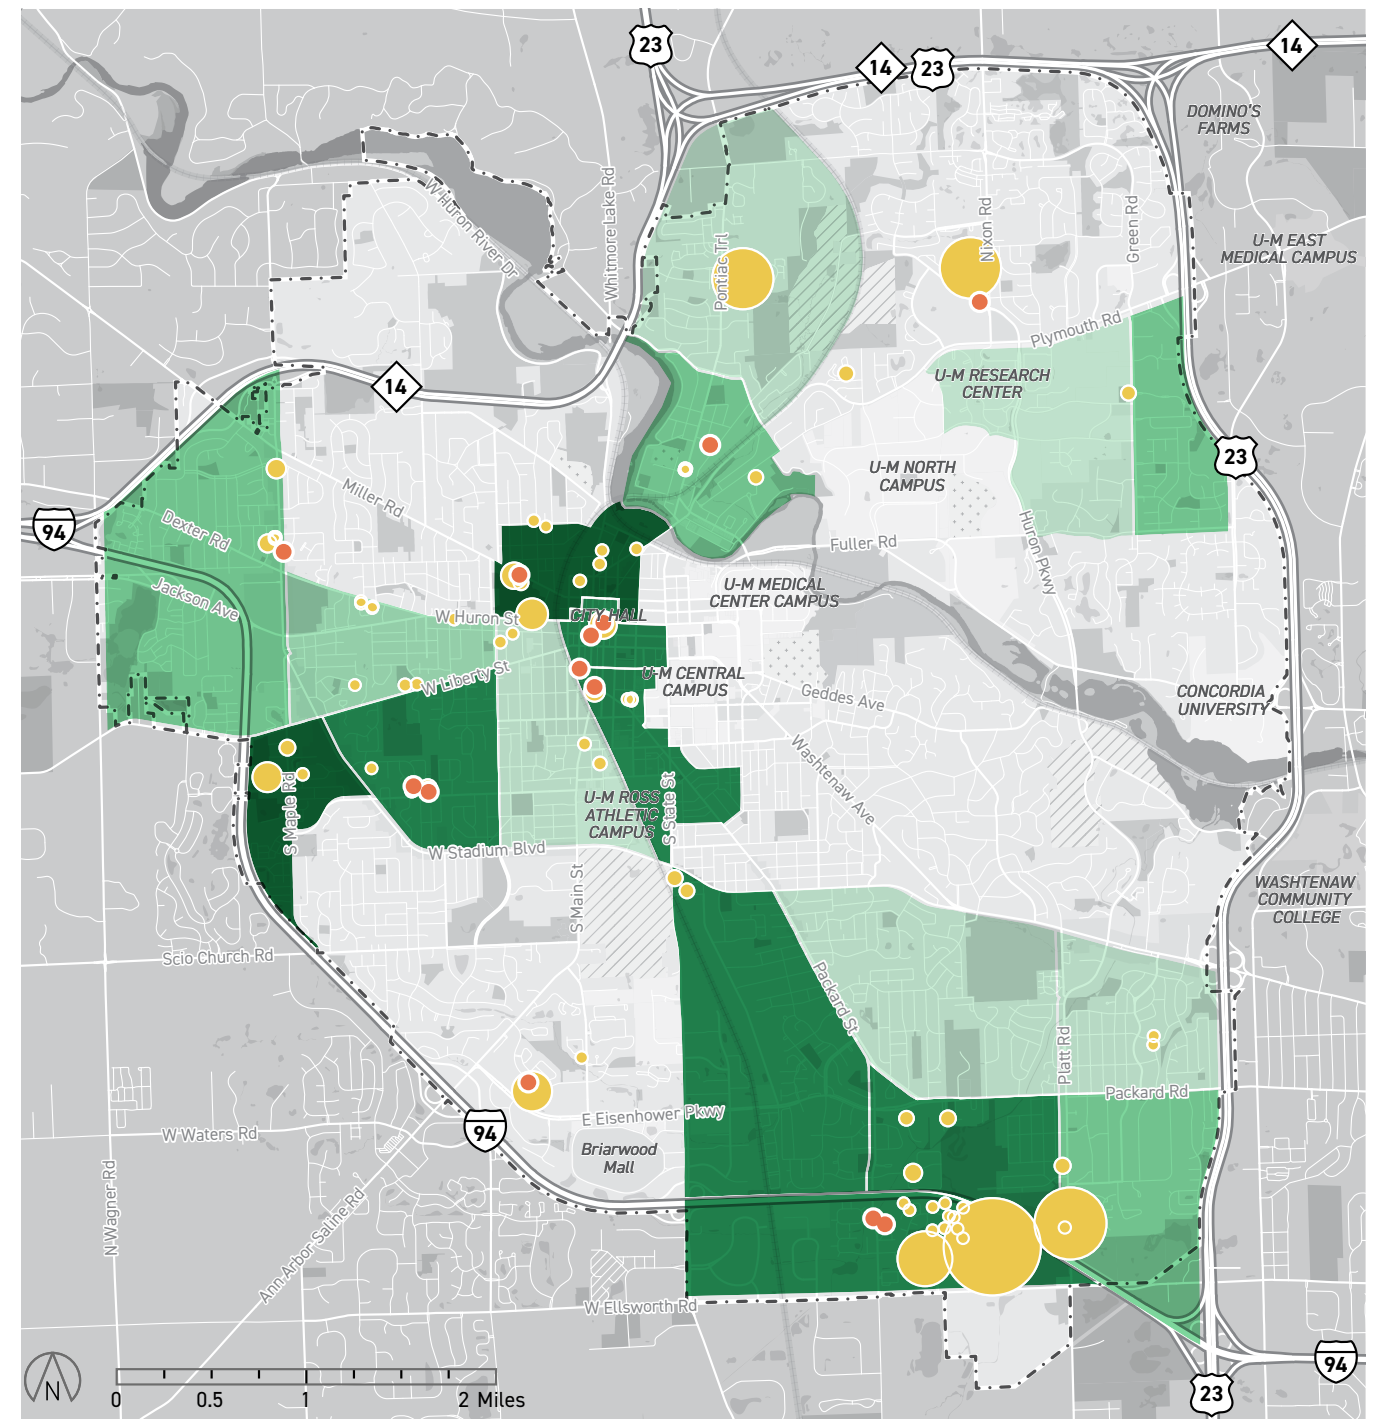 23
14
23
14
DOMINO'S
FARMS
W Huron River Dr
Whitmore Lake Rd
Pontiac Trl
Nixon Rd
Green Rd
U-M EAST
MEDICAL CAMPUS
Plymouth Rd
14
U-M RESEARCH
CENTER
23
U-M NORTH
CAMPUS
Miller Rd
94
Dexter Rd
Fuller Rd
Huron Pkwy
Jackson Ave
U-M MEDICAL
CENTER CAMPUS
W Huron St
CITY HALL
W Liberty St
U-M CENTRAL
CAMPUS
Geddes Ave
CONCORDIA
UNIVERSITY
Washtenaw Ave
S Maple Rd
U-M ROSS
ATHLETIC
CAMPUS
S State St
W Stadium Blvd
S Main St
WASHTENAW
COMMUNITY
COLLEGE
Scio Church Rd
Packard St
Platt Rd
Packard Rd
E Eisenhower Pkwy
94
W Waters Rd
Briarwood
Mall
N Wagner Rd
Ann Arbor Saline Rd
W Ellsworth Rd
94
23
N
0
0.5
1
2 Miles